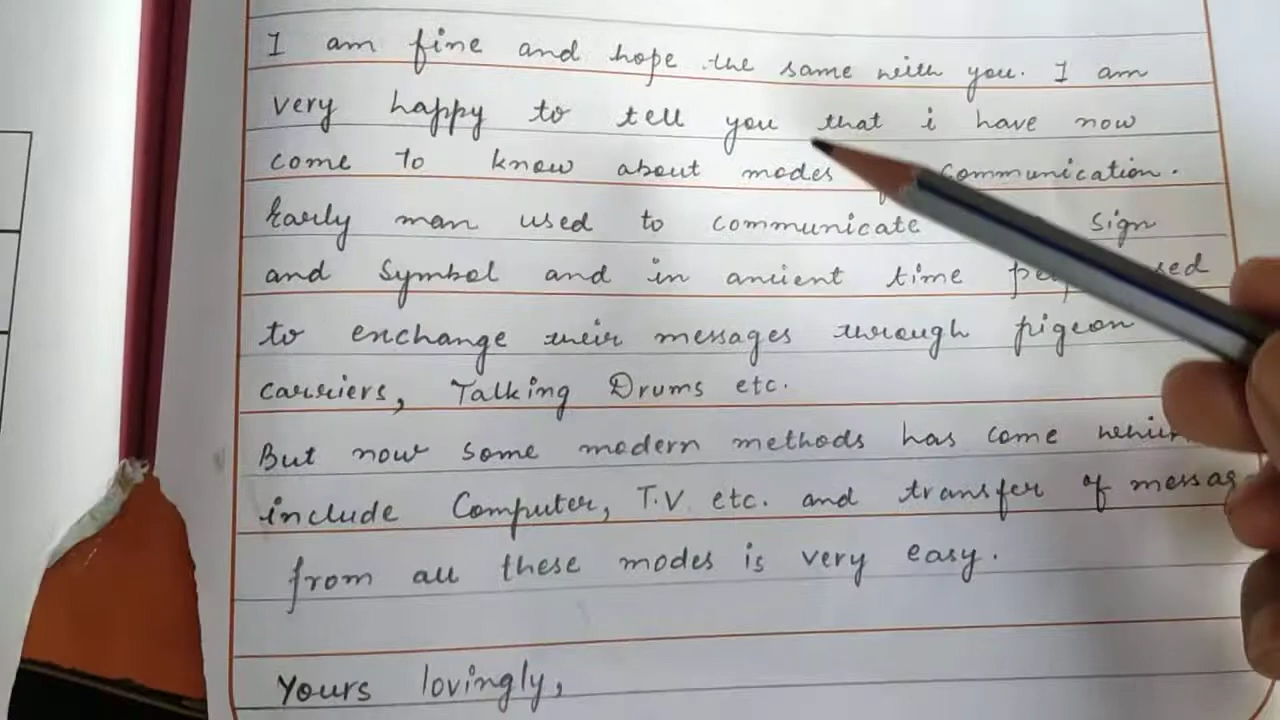 I am fine and hope the same with you. I am
very happy to tell you that i have now
come to know about modes communication.
Early man used to communicate sign
and Symbol and in ancient time
to exchange their messages through pigeon
carriers, Talking Drums etc.
But now some modern methods has come
include Computer, T.V. etc. and transfer of
from all these modes is very easy.
Yours lovingly,